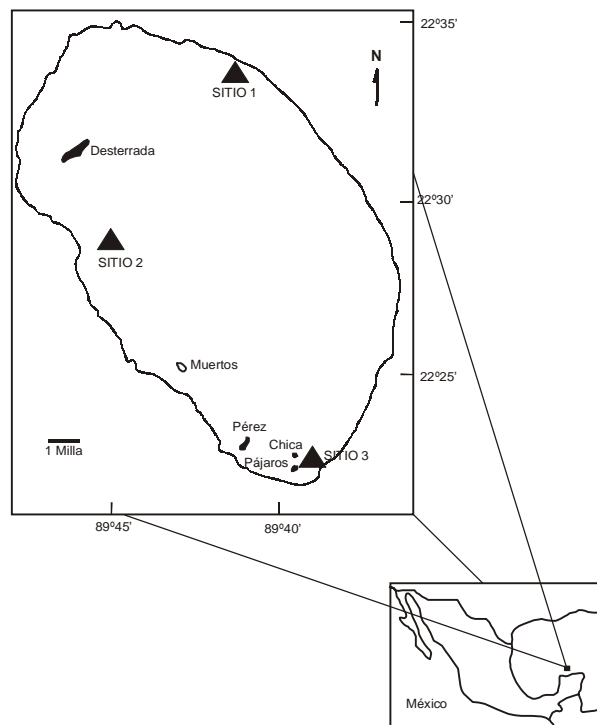 22º35'
N
SITIO 1
Desterrada
22º30'
SITIO 2
Muertos
22º25'
Pérez
Chica
1 Milla
Pájaros
SITIO 3
89º45'
89º40'
México